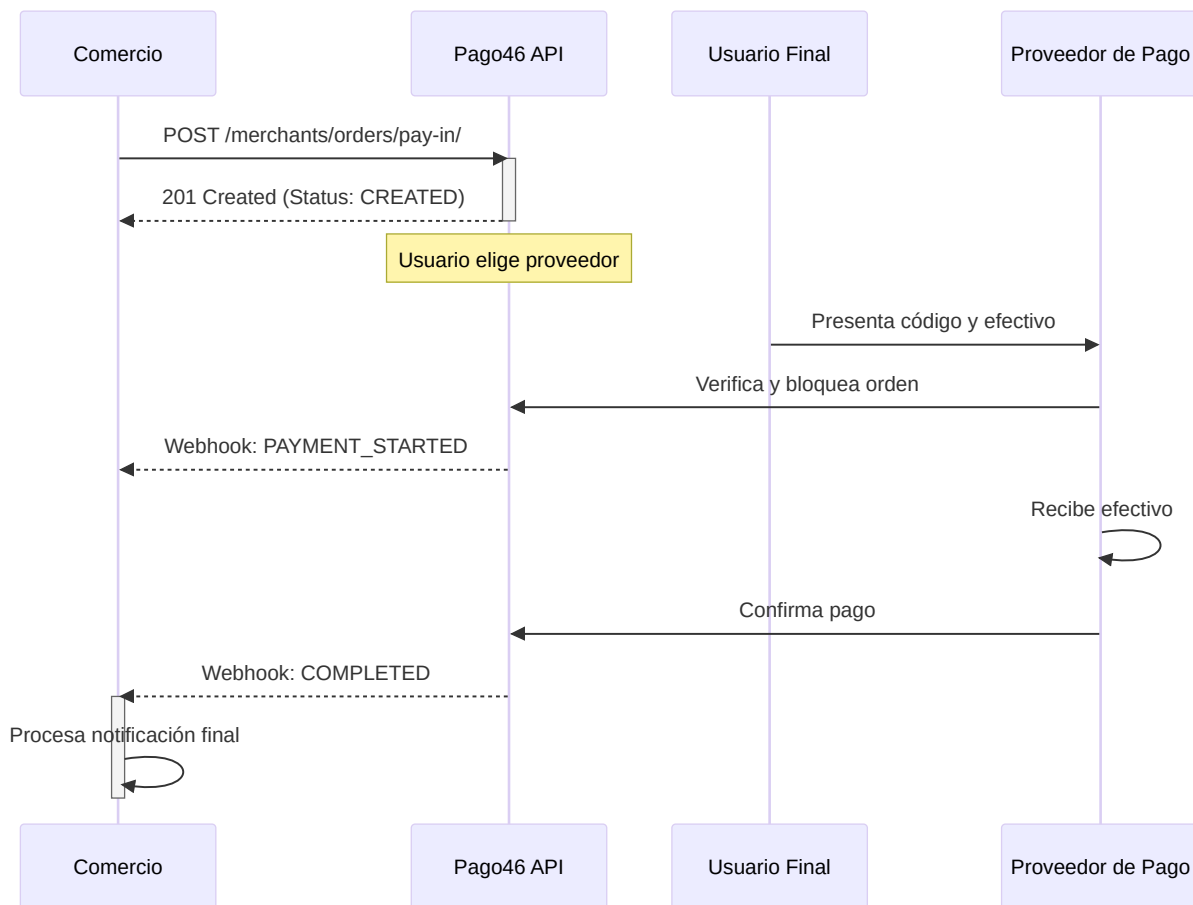 Comercio
Pago46 API
Usuario Final
Proveedor de Pago
POST /merchants/orders/pay-in/
201 Created (Status: CREATED)
Usuario elige proveedor
Presenta código y efectivo
Verifica y bloquea orden
Webhook: PAYMENT_STARTED
Recibe efectivo
Confirma pago
Webhook: COMPLETED
Procesa notificación final
Comercio
Pago46 API
Usuario Final
Proveedor de Pago